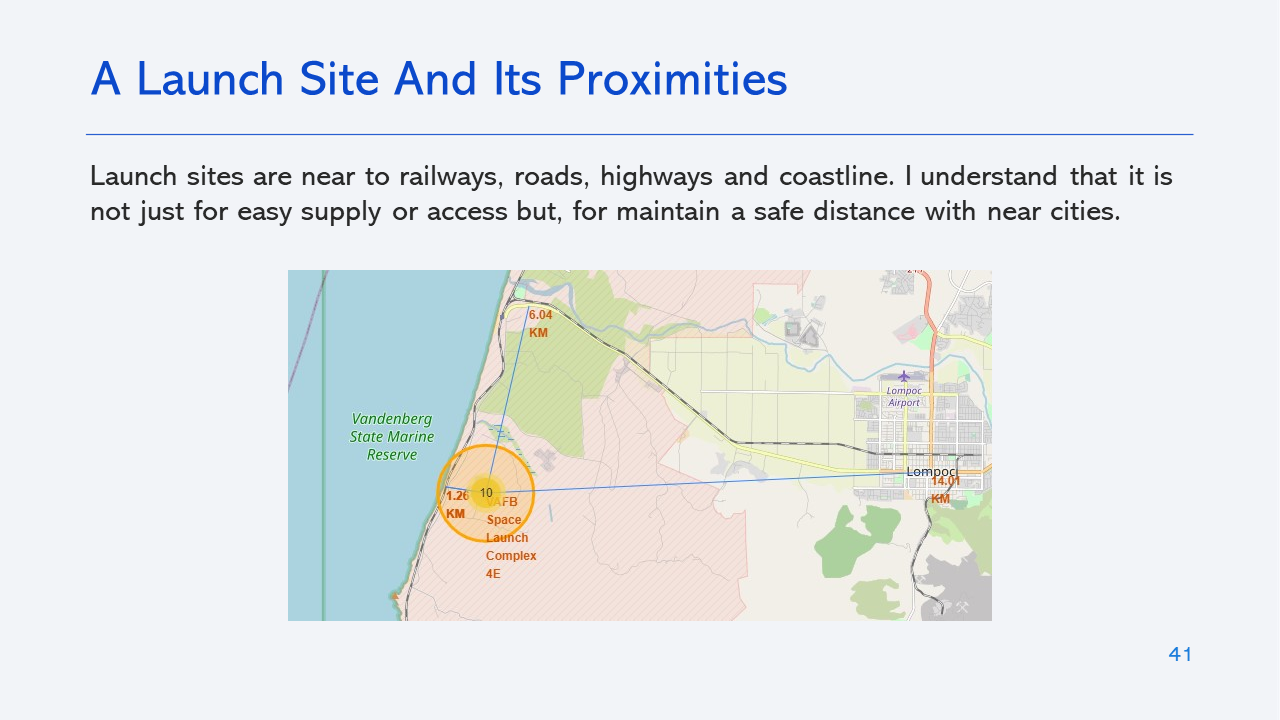 A Launch Site And Its Proximities
Launch sites are near to railways, roads, highways and coastline. I understand that it is
not just for easy supply or access but, for maintain a safe distance with near cities.
6.04
KM
Lompoc
Airport
Vandenberg
State Marine
Reserve
Lompoc
14.01
KM
1.26
KM
10
VAFB
Space
Launch
Complex
4E
41